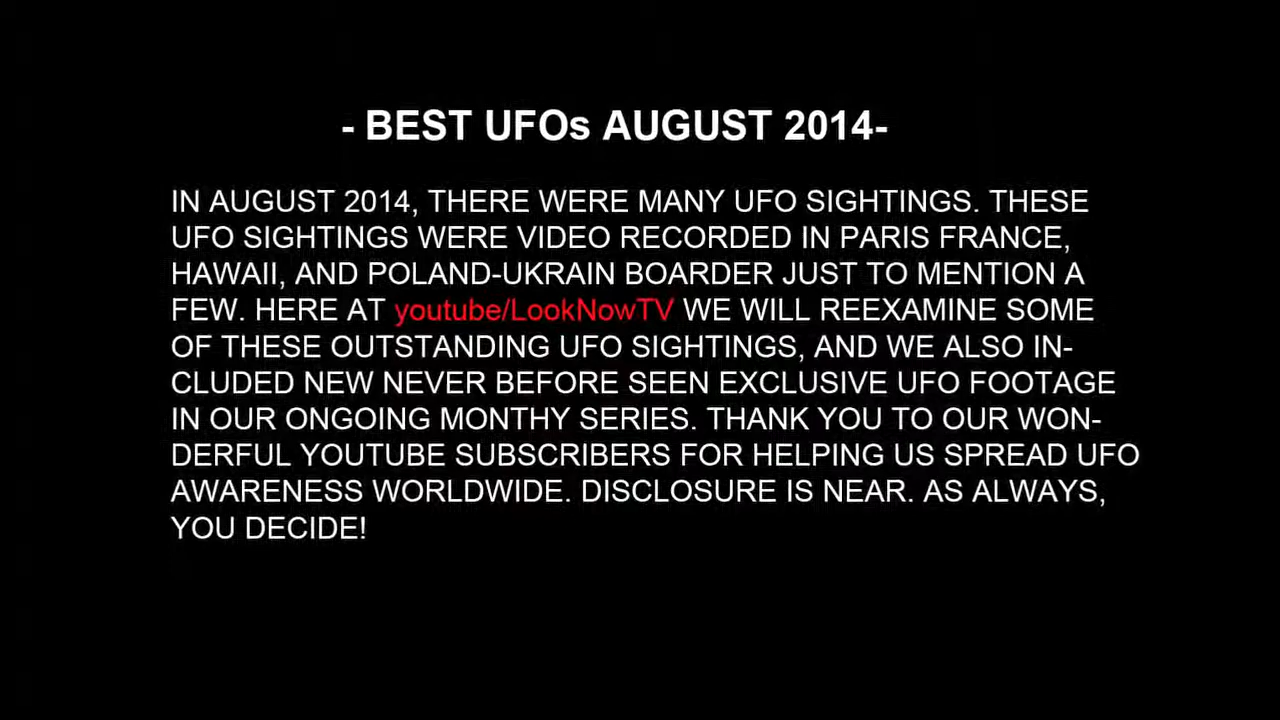 - BEST UFOs AUGUST 2014-
IN AUGUST 2014, THERE WERE MANY UFO SIGHTINGS. THESE
UFO SIGHTINGS WERE VIDEO RECORDED IN PARIS FRANCE,
HAWAII, AND POLAND-UKRAIN BOARDER JUST TO MENTION A
FEW. HERE AT youtube/LookNowTV WE WILL REEXAMINE SOME
OF THESE OUTSTANDING UFO SIGHTINGS, AND WE ALSO IN-
CLUDED NEW NEVER BEFORE SEEN EXCLUSIVE UFO FOOTAGE
IN OUR ONGOING MONTHY SERIES. THANK YOU TO OUR WON-
DERFUL YOUTUBE SUBSCRIBERS FOR HELPING US SPREAD UFO
AWARENESS WORLDWIDE. DISCLOSURE IS NEAR. AS ALWAYS,
YOU DECIDE!